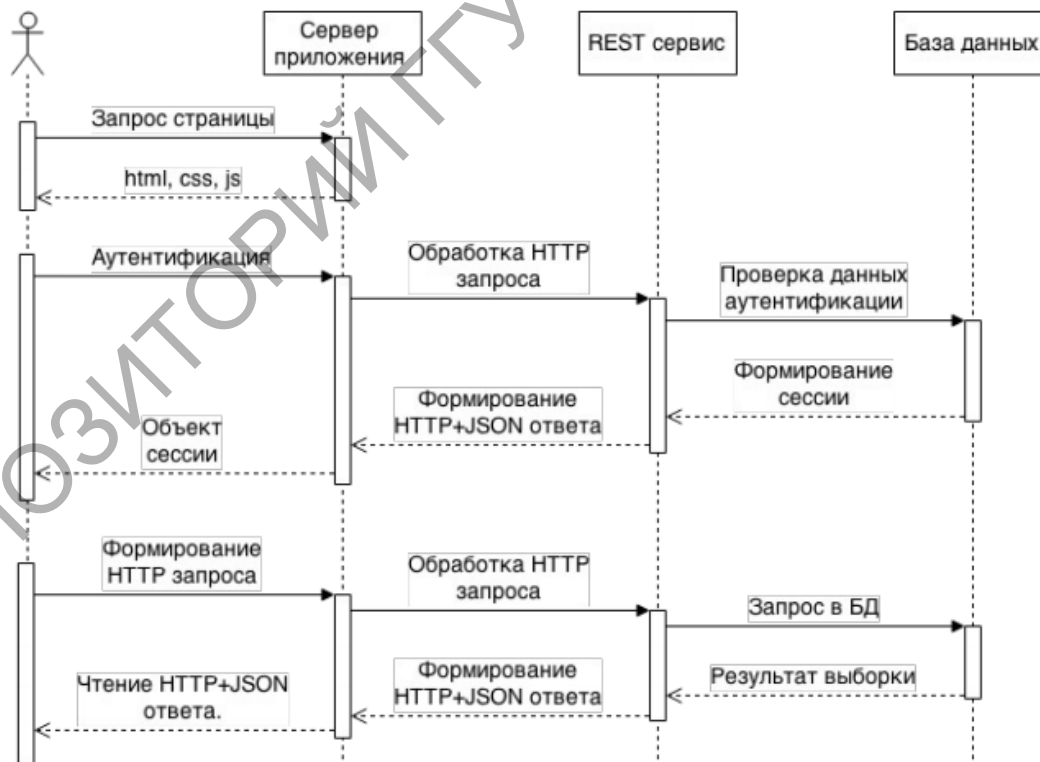 Сервер
приложения
REST сервис
База данных
Запрос страницы
html, css, js
Аутентификация
Обработка HTTP
запроса
Проверка данных
аутентификации
Формирование
сессии
Формирование
HTTP+JSON ответа
Объект
сессии
Формирование
HTTP запроса
Обработка HTTP
запроса
Запрос в БД
Результат выборки
Формирование
HTTP+JSON ответа
Чтение HTTP+JSON
ответа.
ПОЗИТОРИЙ ГГУ